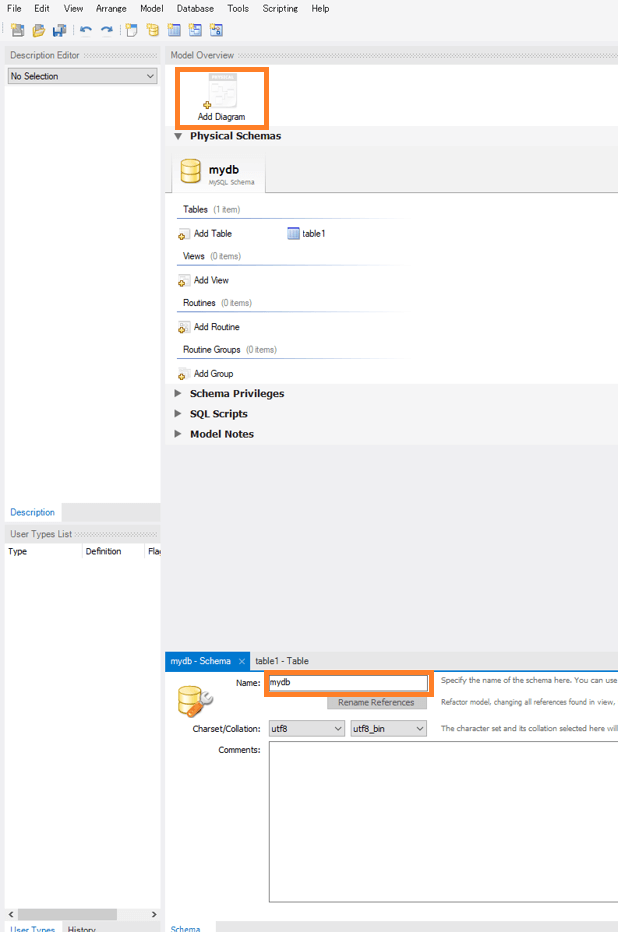 File Edit View Arrange Model Database Tools Scripting Help
Description Editor
No Selection
Model Overview
Add Diagram
Physical Schemas
mydb
MySQL Schema
Tables (1 item)
Add Table table1
Views (0 items)
Add View
Routines (0 items)
Add Routine
Routine Groups (0 items)
Add Group
Schema Privileges
SQL Scripts
Model Notes
Description
User Types List
Type Definition Flag
mydb - Schema × table1 - Table
Name: mydb Specify the name of the schema here. You can use
Rename References Refactor model, changing all references found in view,
Charset/Collation: utf8 utf8_bin The character set and its collation selected here will
Comments:
User Types History
Schema